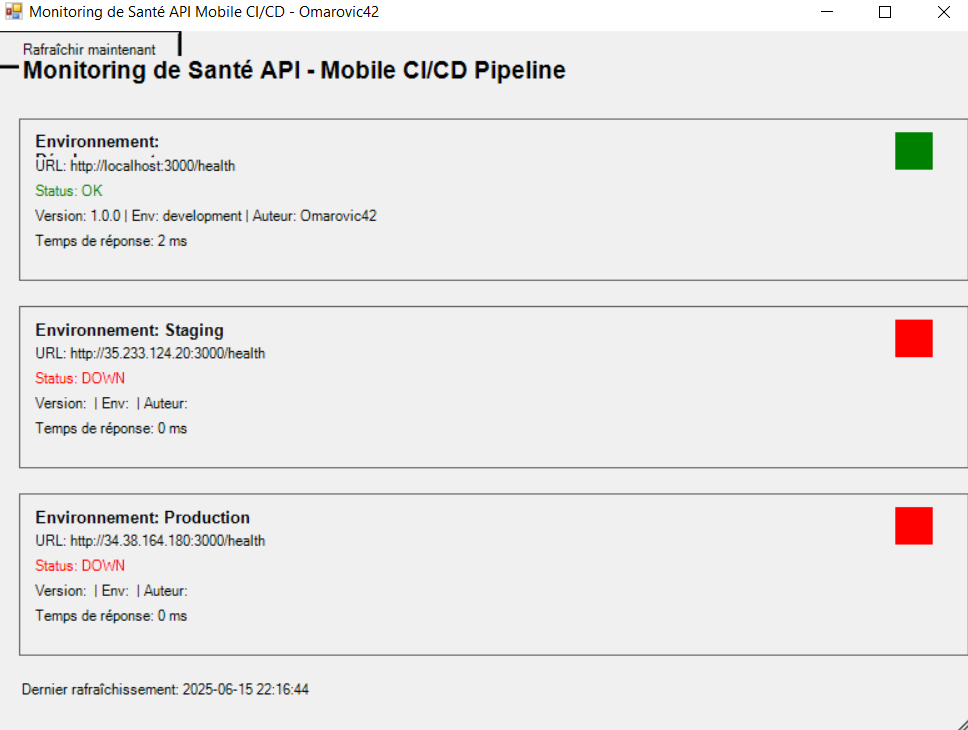 Monitoring de Santé API Mobile CI/CD - Omarovic42
Rafraîchir maintenant
Monitoring de Santé API - Mobile CI/CD Pipeline
Environnement:
URL: http://localhost:3000/health
Status: OK
Version: 1.0.0 | Env: development | Auteur: Omarovic42
Temps de réponse: 2 ms
Environnement: Staging
URL: http://35.233.124.20:3000/health
Status: DOWN
Version:  | Env:  | Auteur:
Temps de réponse: 0 ms
Environnement: Production
URL: http://34.38.164.180:3000/health
Status: DOWN
Version:  | Env:  | Auteur:
Temps de réponse: 0 ms
Dernier rafraîchissement: 2025-06-15 22:16:44